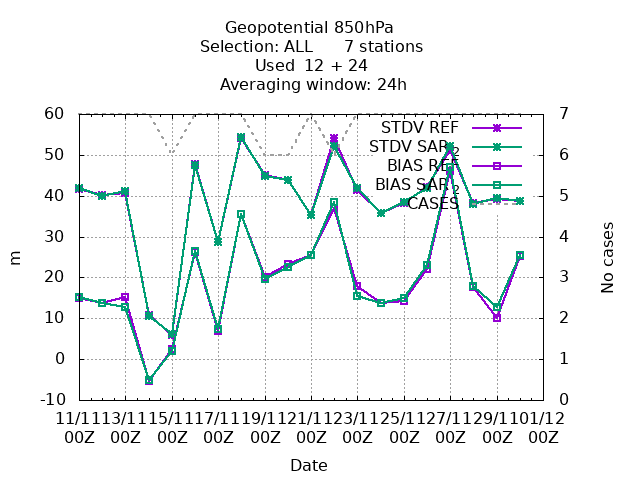 Geopotential 850hPa
Selection: ALL      7 stations
Used  12 + 24
Averaging window: 24h
60
50
40
30
20
10
0
-10
m
7
6
5
4
3
2
1
0
No cases
STDV REF
STDV SAR_2
BIAS REF
BIAS SAR_2
CASES
11/11 13/11 15/11 17/11 19/11 21/11 23/11 25/11 27/11 29/11 01/12
00Z 00Z 00Z 00Z 00Z 00Z 00Z 00Z 00Z 00Z 00Z
Date